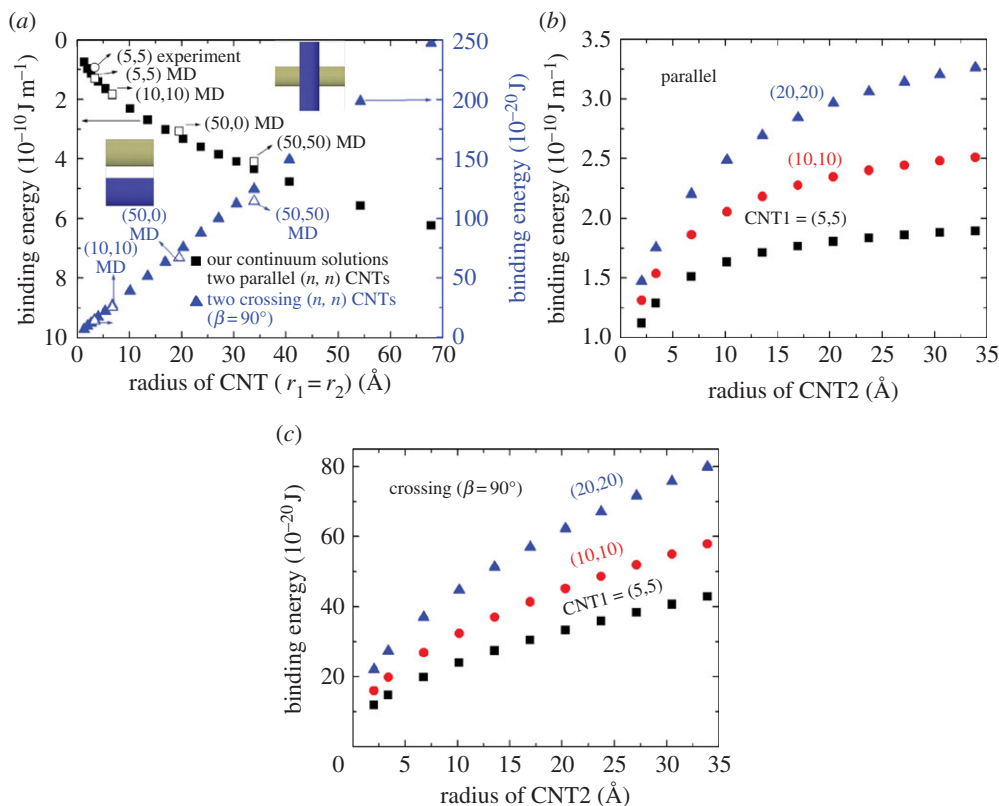 (a)
0
2
4
6
8
10
binding energy (10⁻¹⁰ J m⁻¹)
(5,5) experiment
(5,5) MD
(10,10) MD
(50,0) MD
(50,50) MD
(50,0)
MD
(50,50)
MD
(10,10)
MD
our continuum solutions
two parallel (n, n) CNTs
two crossing (n, n) CNTs
(β = 90°)
250
200
150
100
50
0
binding energy (10⁻²⁰ J)
0 10 20 30 40 50 60 70
radius of CNT (r₁ = r₂) (Å)
(b)
3.5
3.0
2.5
2.0
1.5
1.0
binding energy (10⁻¹⁰ J m⁻¹)
parallel
(20,20)
(10,10)
CNT1 = (5,5)
0 5 10 15 20 25 30 35
radius of CNT2 (Å)
(c)
80
60
40
20
0
binding energy (10⁻²⁰ J)
crossing (β = 90°)
(20,20)
(10,10)
CNT1 = (5,5)
5 10 15 20 25 30 35
radius of CNT2 (Å)